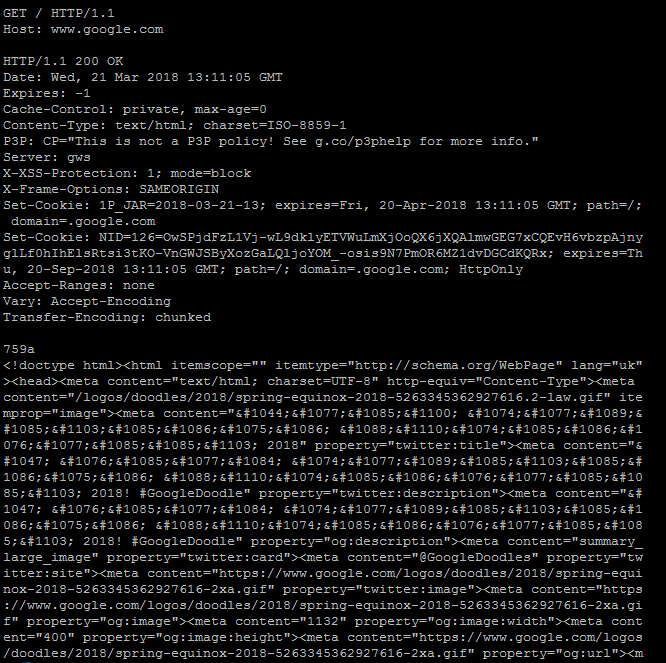 GET / HTTP/1.1
Host: www.google.com

HTTP/1.1 200 OK
Date: Wed, 21 Mar 2018 13:11:05 GMT
Expires: -1
Cache-Control: private, max-age=0
Content-Type: text/html; charset=ISO-8859-1
P3P: CP="This is not a P3P policy! See g.co/p3phelp for more info."
Server: gws
X-XSS-Protection: 1; mode=block
X-Frame-Options: SAMEORIGIN
Set-Cookie: 1P_JAR=2018-03-21-13; expires=Fri, 20-Apr-2018 13:11:05 GMT; path=/;
 domain=.google.com
Set-Cookie: NID=126=OwSPjdFzL1Vj-wL9dklyETVWuLmXjOoQX6jXQAlmwGEG7xCQEvH6vbzpAjny
glLf0hIhElsRtsi3tKO-VnGWJSByXozGaLQljoYOM_-osis9N7PmOR6MZ1dvDGCdKQRx; expires=Th
u, 20-Sep-2018 13:11:05 GMT; path=/; domain=.google.com; HttpOnly
Accept-Ranges: none
Vary: Accept-Encoding
Transfer-Encoding: chunked

759a
<!doctype html><html itemscope="" itemtype="http://schema.org/WebPage" lang="uk"
><head><meta content="text/html; charset=UTF-8" http-equiv="Content-Type"><meta
content="/logos/doodles/2018/spring-equinox-2018-5263345362927616.2-law.gif" ite
mprop="image"><meta content="&#1044;&#1077;&#1085;&#1100; &#1074;&#1077;&#1089;&
#1085;&#1103;&#1085;&#1086;&#1075;&#1086; &#1088;&#1110;&#1074;&#1085;&#1086;&#1
076;&#1077;&#1085;&#1085;&#1103; 2018" property="twitter:title"><meta content="&
#1047; &#1076;&#1085;&#1077;&#1084; &#1074;&#1077;&#1089;&#1085;&#1103;&#1085;&#
1086;&#1075;&#1086; &#1088;&#1110;&#1074;&#1085;&#1086;&#1076;&#1077;&#1085;&#10
85;&#1103; 2018! #GoogleDoodle" property="twitter:description"><meta content="&#
1047; &#1076;&#1085;&#1077;&#1084; &#1074;&#1077;&#1089;&#1085;&#1103;&#1085;&#1
086;&#1075;&#1086; &#1088;&#1110;&#1074;&#1085;&#1086;&#1076;&#1077;&#1085;&#108
5;&#1103; 2018! #GoogleDoodle" property="og:description"><meta content="summary_
large_image" property="twitter:card"><meta content="@GoogleDoodles" property="tw
itter:site"><meta content="https://www.google.com/logos/doodles/2018/spring-equi
nox-2018-5263345362927616-2xa.gif" property="twitter:image"><meta content="https
://www.google.com/logos/doodles/2018/spring-equinox-2018-5263345362927616-2xa.gi
f" property="og:image"><meta content="1132" property="og:image:width"><meta cont
ent="400" property="og:image:height"><meta content="https://www.google.com/logos
/doodles/2018/spring-equinox-2018-5263345362927616-2xa.gif" property="og:url"><m